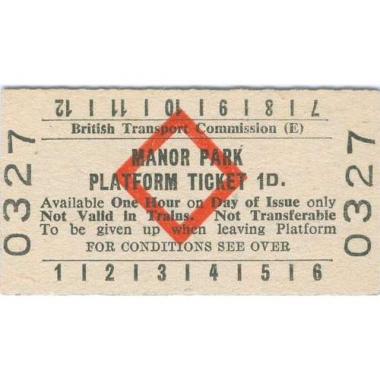 12 | 11 | 10 | 9 | 8 | 7
British Transport Commission (E)
MANOR PARK
PLATFORM TICKET 1D.
Available One Hour on Day of Issue only
Not Valid in Trains. Not Transferable
To be given up when leaving Platform
FOR CONDITIONS SEE OVER
1 | 2 | 3 | 4 | 5 | 6
0327
0327